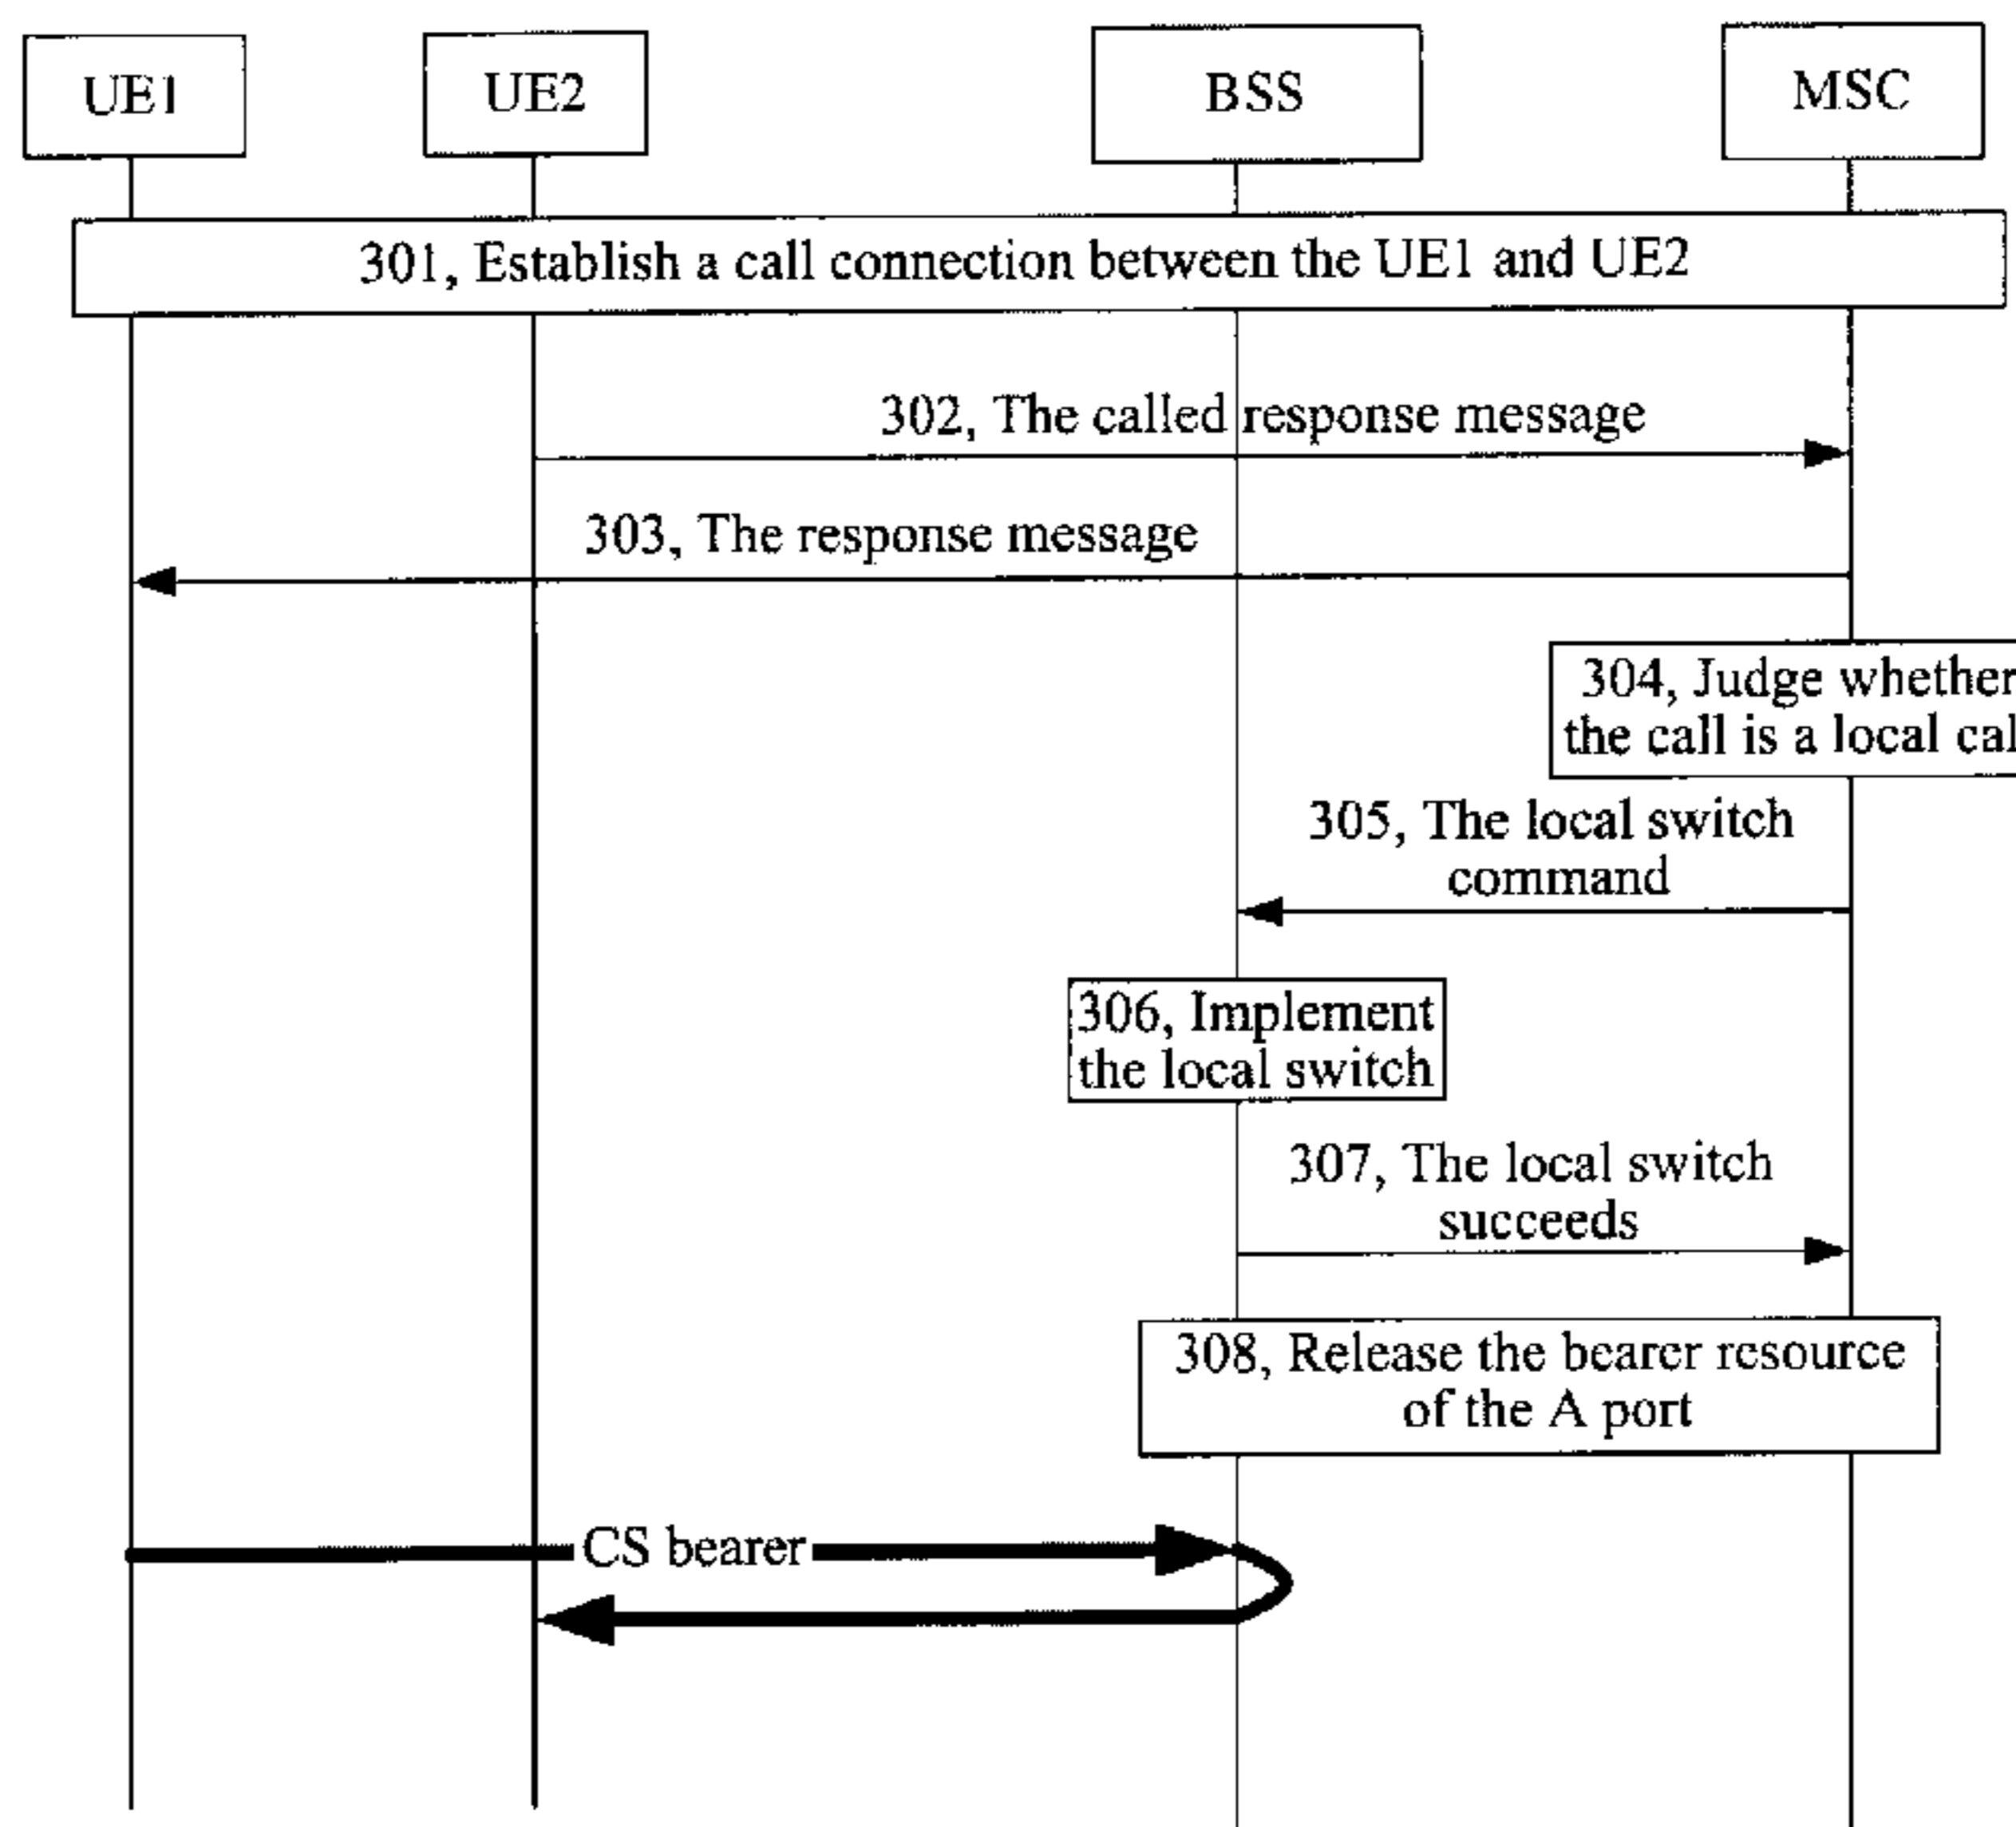 UE1
UE2
BSS
MSC
301, Establish a call connection between the UE1 and UE2
302, The called response message
303, The response message
304, Judge whether
the call is a local cal
305, The local switch
command
306, Implement
the local switch
307, The local switch
succeeds
308, Release the bearer resource
of the A port
CS bearer